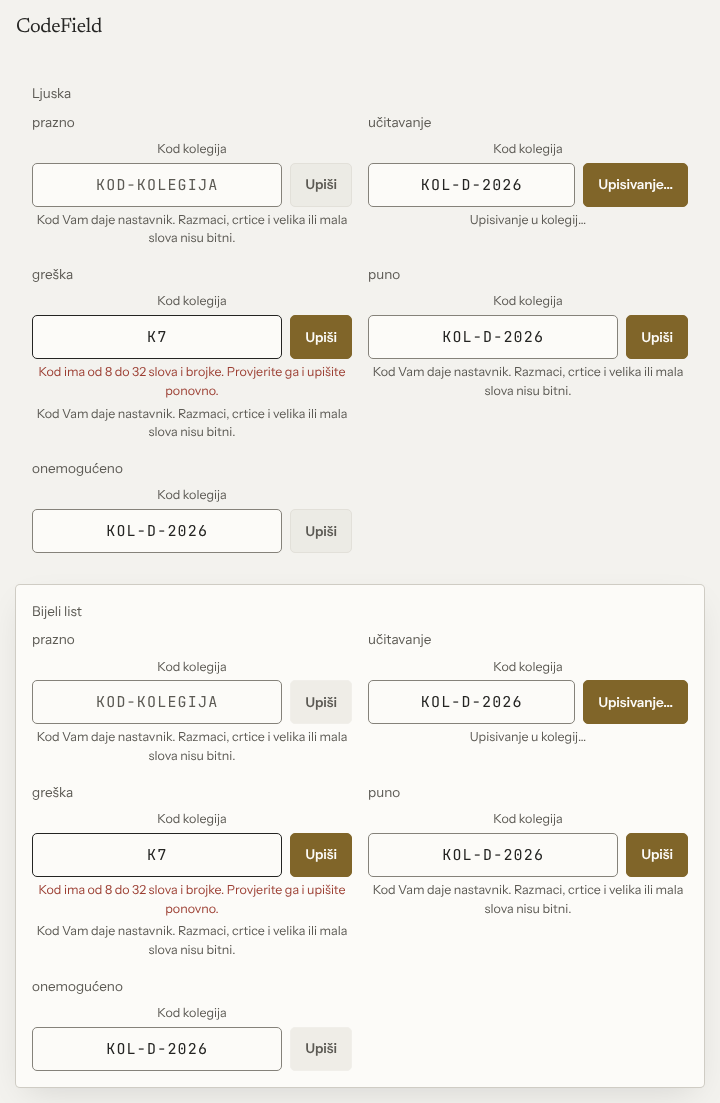 CodeField
Ljuska
prazno
Kod kolegija
KOD-KOLEGIJA
Upiši
Kod Vam daje nastavnik. Razmaci, crtice i velika ili mala
slova nisu bitni.
učitavanje
Kod kolegija
KOL-D-2026
Upisivanje…
Upisivanje u kolegij…
greška
Kod kolegija
K7
Upiši
Kod ima od 8 do 32 slova i brojke. Provjerite ga i upišite
ponovno.
Kod Vam daje nastavnik. Razmaci, crtice i velika ili mala
slova nisu bitni.
puno
Kod kolegija
KOL-D-2026
Upiši
Kod Vam daje nastavnik. Razmaci, crtice i velika ili mala
slova nisu bitni.
onemogućeno
Kod kolegija
KOL-D-2026
Upiši
Bijeli list
prazno
Kod kolegija
KOD-KOLEGIJA
Upiši
Kod Vam daje nastavnik. Razmaci, crtice i velika ili mala
slova nisu bitni.
učitavanje
Kod kolegija
KOL-D-2026
Upisivanje…
Upisivanje u kolegij…
greška
Kod kolegija
K7
Upiši
Kod ima od 8 do 32 slova i brojke. Provjerite ga i upišite
ponovno.
Kod Vam daje nastavnik. Razmaci, crtice i velika ili mala
slova nisu bitni.
puno
Kod kolegija
KOL-D-2026
Upiši
Kod Vam daje nastavnik. Razmaci, crtice i velika ili mala
slova nisu bitni.
onemogućeno
Kod kolegija
KOL-D-2026
Upiši